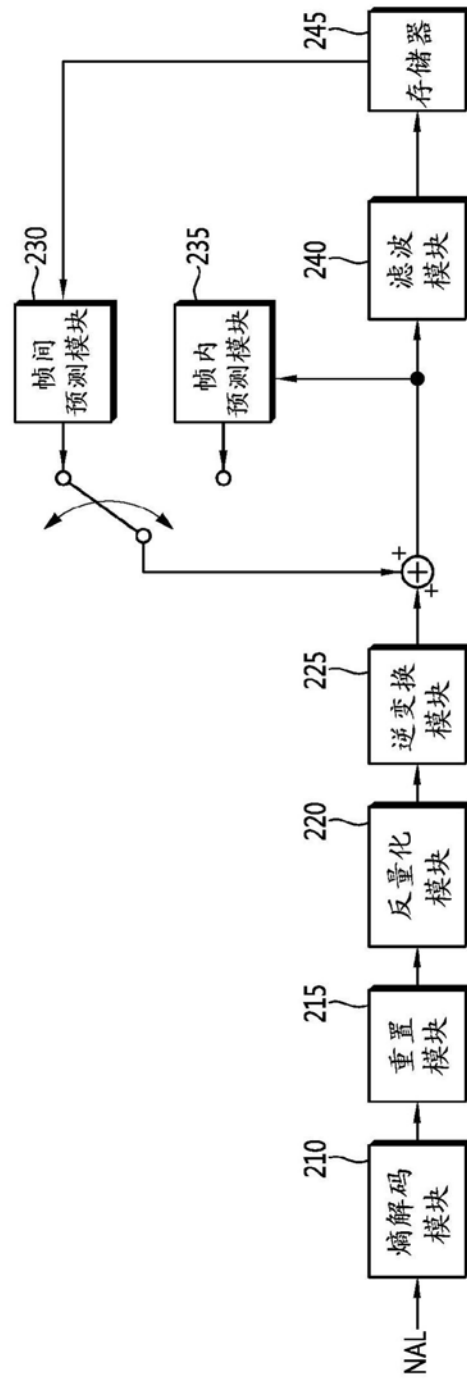 NAL
210
熵解码
模块
215
重置
模块
220
反量化
模块
225
逆变换
模块
+
+
+
230
帧间
预测模块
235
帧内
预测模块
240
滤波
模块
245
存储器